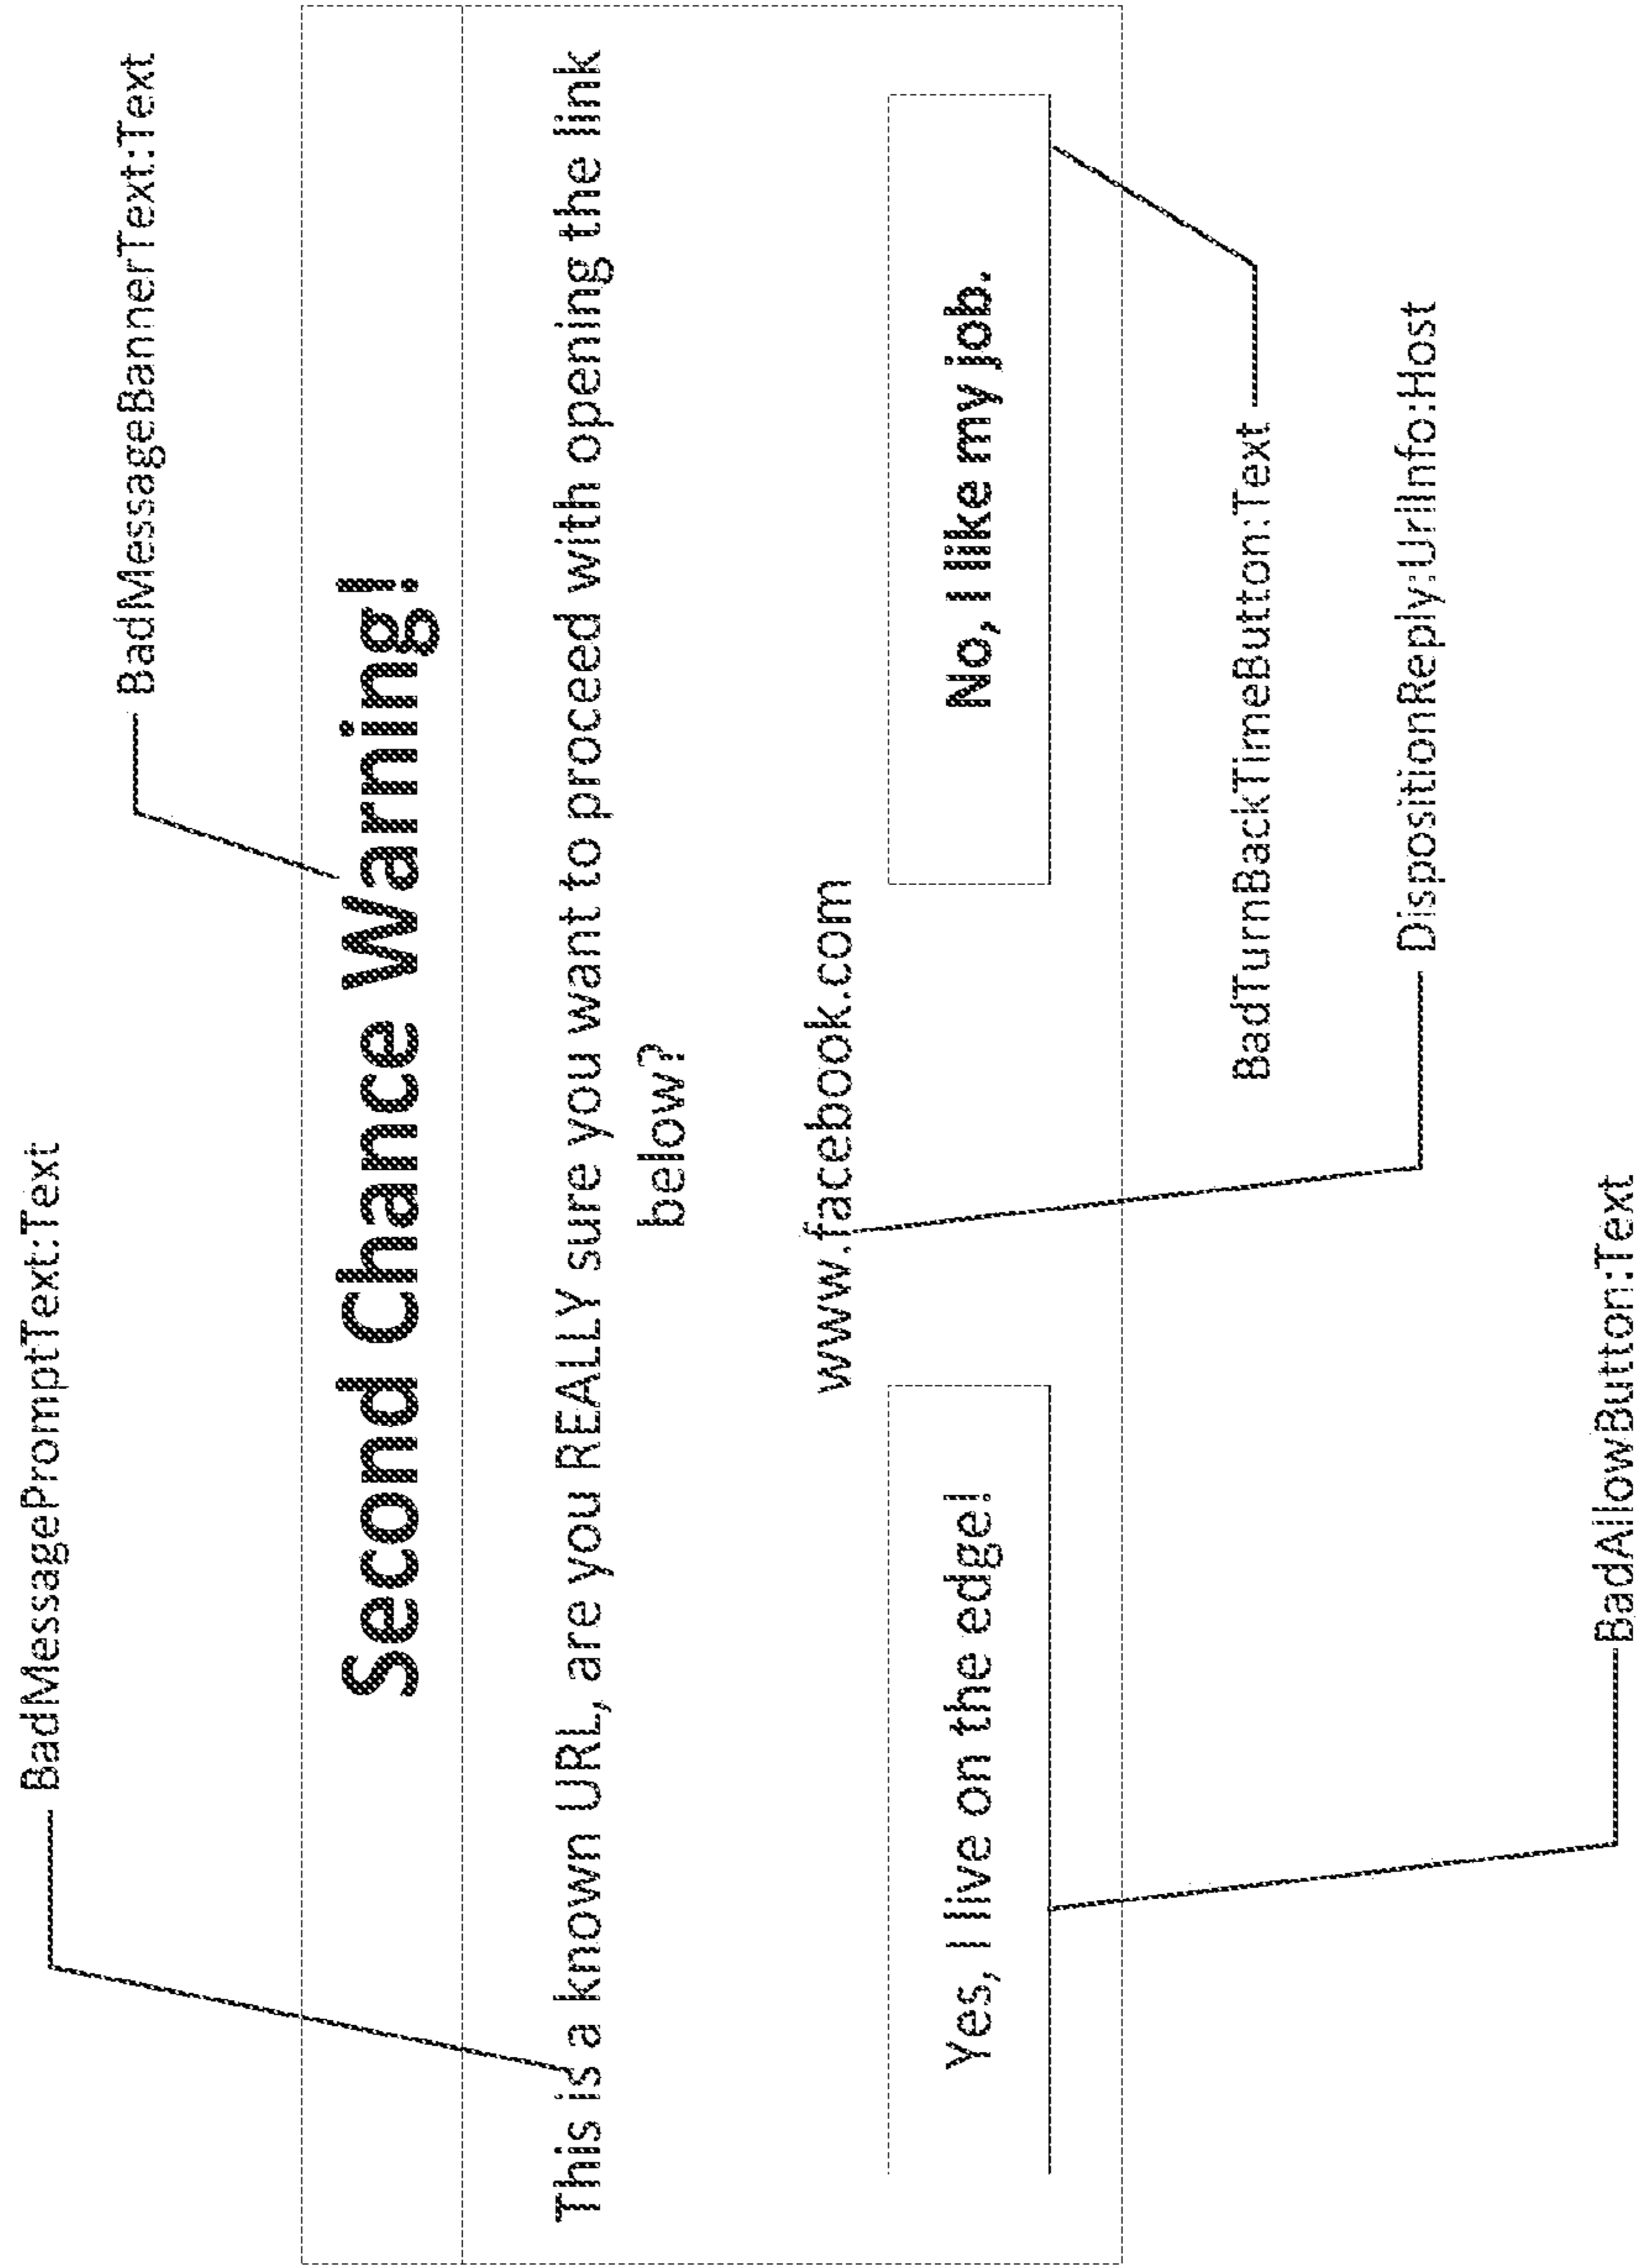 BadMessagePromptText:Text
BadMessageBannerText:Text
Second Chance Warning!
This is a known URL, are you REALLY sure you want to proceed with opening the link
below?
www.facebook.com
Yes, I live on the edge!
No, I like my job.
BadTurnBackTimeButton:Text
DispositionReply:UrlInfo:Host
BadAllowButton:Text